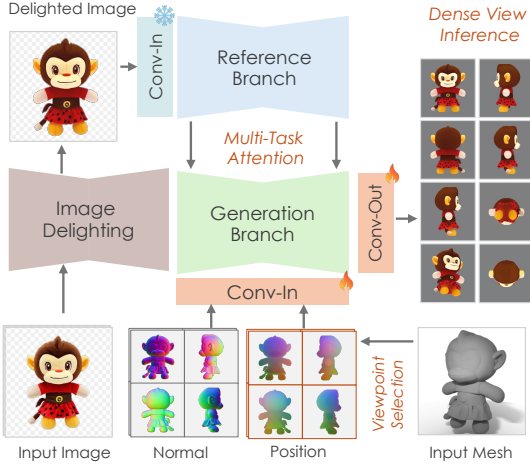 Delighted Image
Conv-In
Reference
Branch
Dense View
Inference
Multi-Task
Attention
Image
Delighting
Generation
Branch
Conv-Out
Conv-In
Viewpoint
Selection
Input Image
Normal
Position
Input Mesh